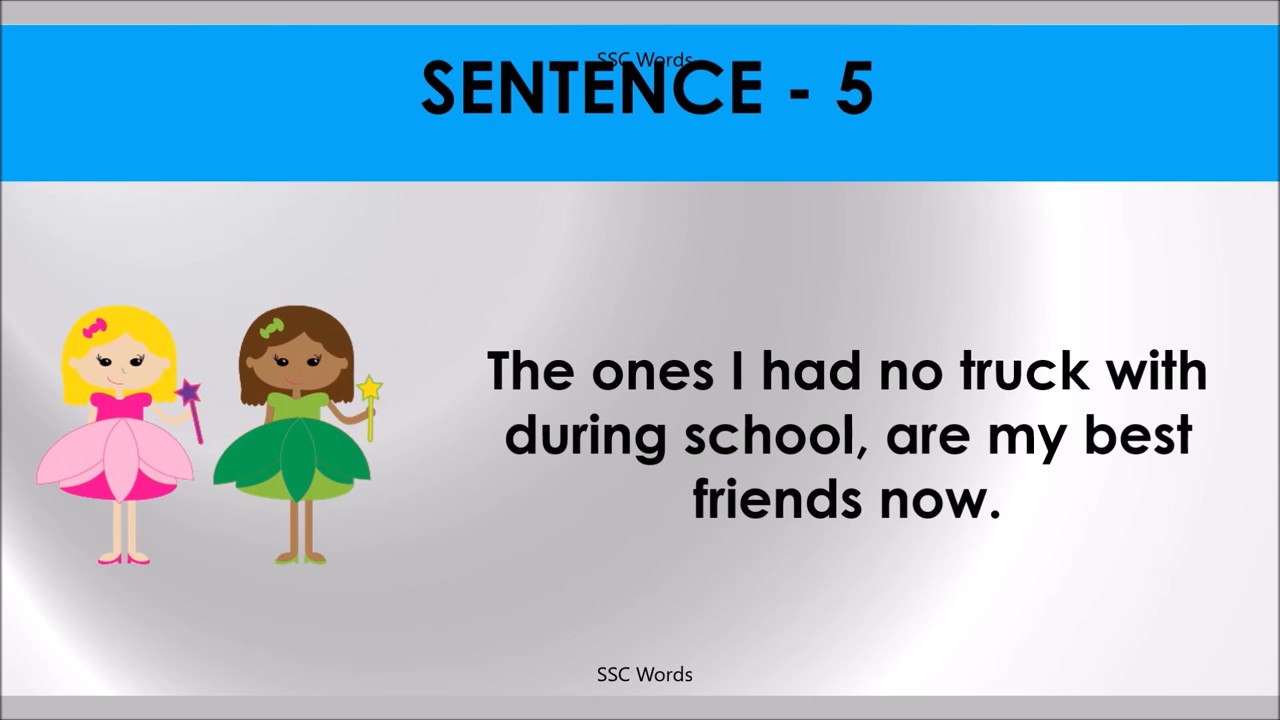 SSC Words
SENTENCE - 5
The ones I had no truck with
during school, are my best
friends now.
SSC Words